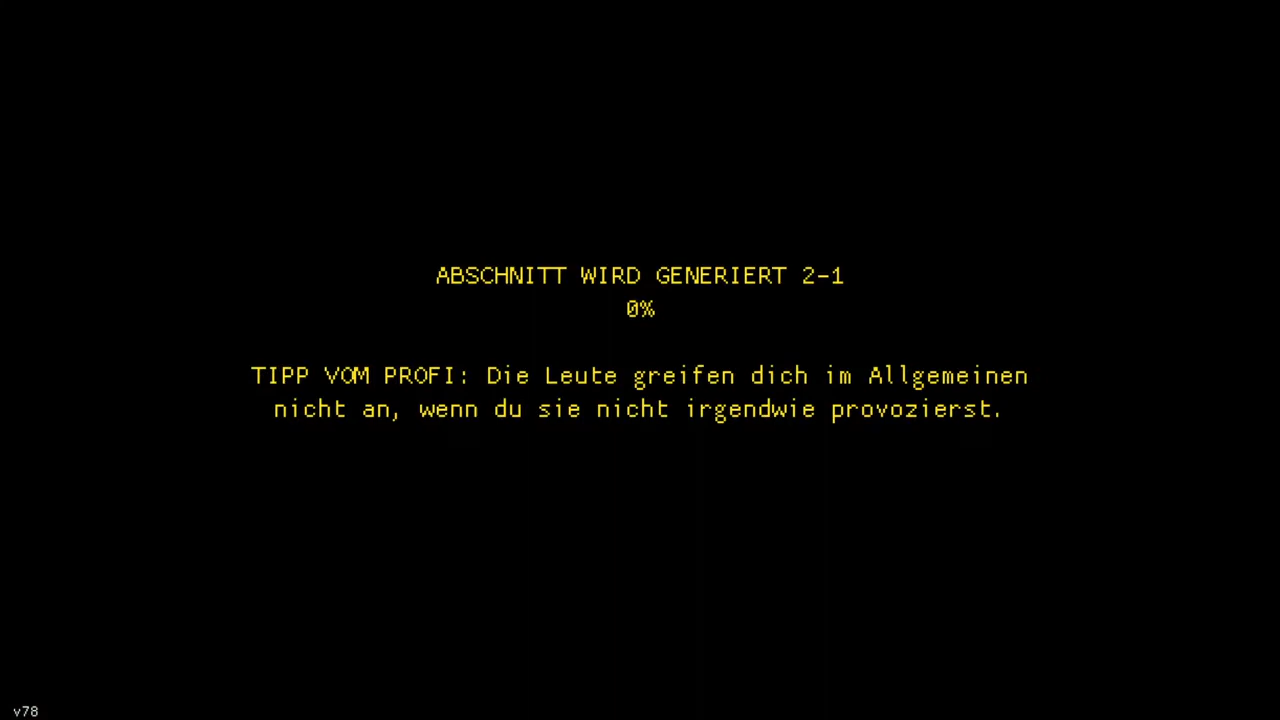 ABSCHNITT WIRD GENERIERT 2-1
0%
TIPP VOM PROFI: Die Leute greifen dich im Allgemeinen
nicht an, wenn du sie nicht irgendwie provozierst.
v78